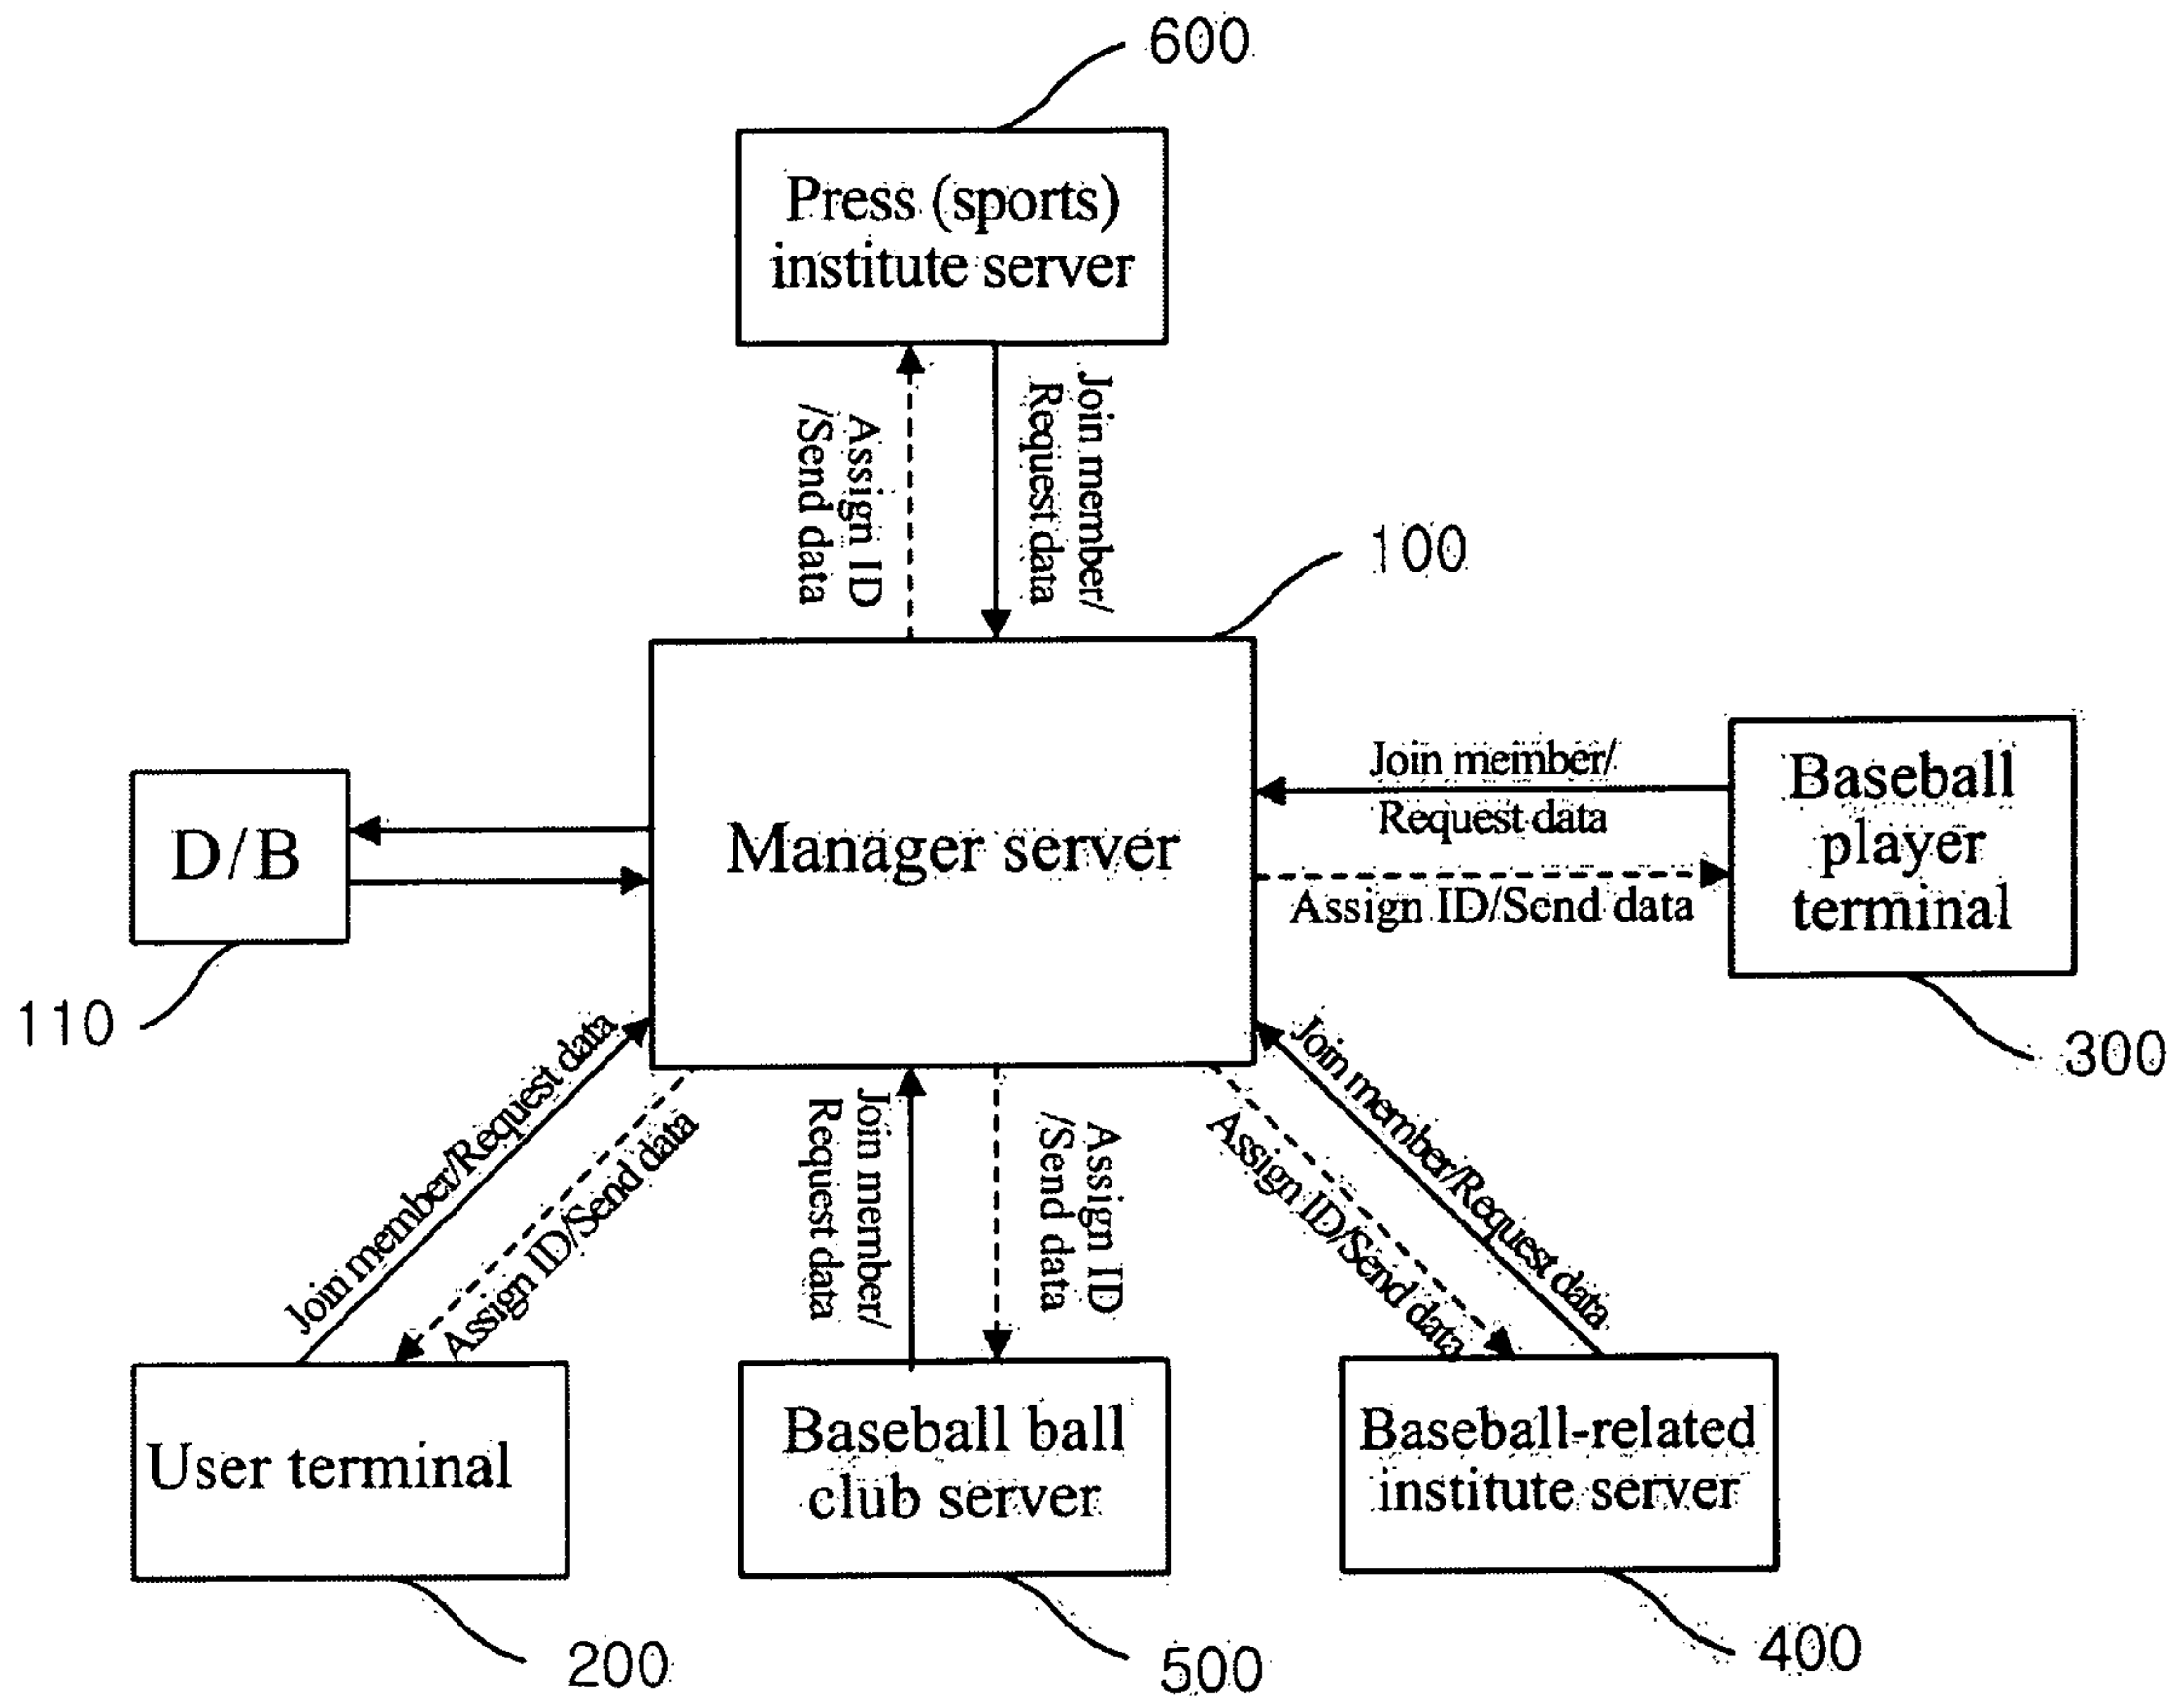 600
Press (sports)
institute server
Assign ID
/Send data
Join member/
Request data
100
Manager server
D/B
110
Join member/
Request data
Assign ID/Send data
Baseball
player
terminal
300
Join member/Request data
Assign ID/Send data
Join member/
Request data
Assign ID
/Send data
Join member/Request data
Assign ID/Send data
User terminal
200
Baseball ball
club server
500
Baseball-related
institute server
400